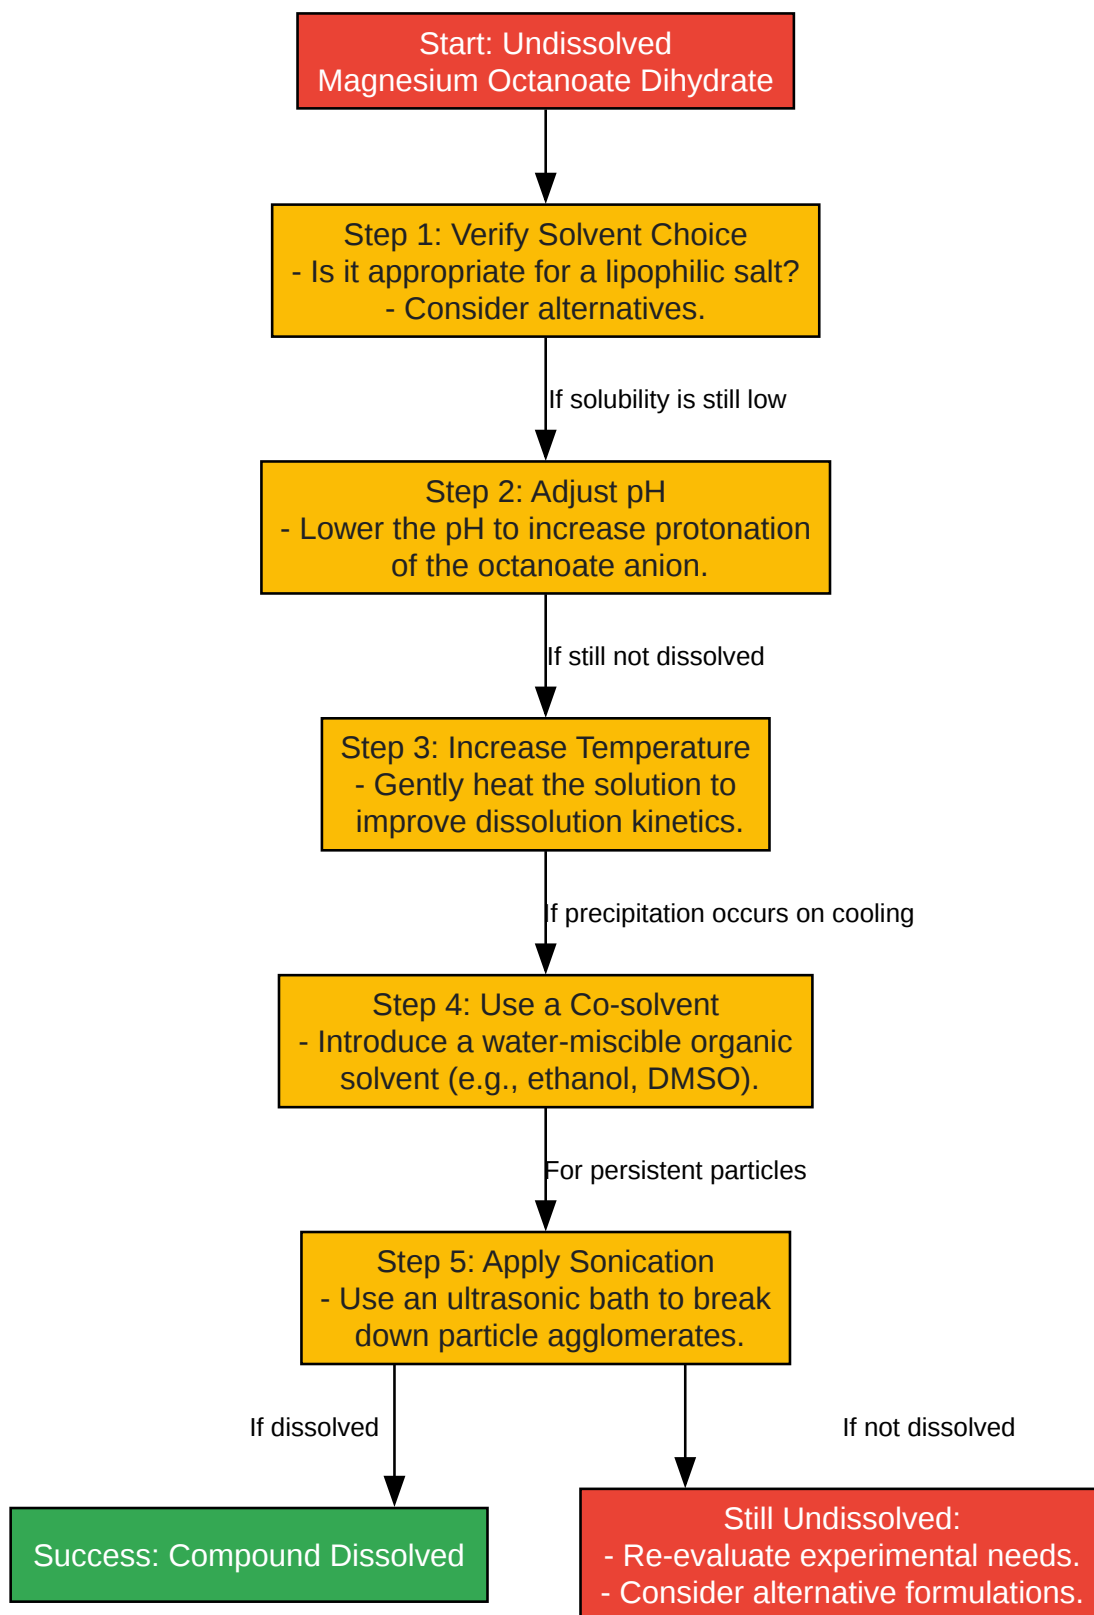 Start: Undissolved
Magnesium Octanoate Dihydrate
Step 1: Verify Solvent Choice
- Is it appropriate for a lipophilic salt?
- Consider alternatives.
If solubility is still low
Step 2: Adjust pH
- Lower the pH to increase protonation
of the octanoate anion.
If still not dissolved
Step 3: Increase Temperature
- Gently heat the solution to
improve dissolution kinetics.
If precipitation occurs on cooling
Step 4: Use a Co-solvent
- Introduce a water-miscible organic
solvent (e.g., ethanol, DMSO).
For persistent particles
Step 5: Apply Sonication
- Use an ultrasonic bath to break
down particle agglomerates.
If dissolved
If not dissolved
Success: Compound Dissolved
Still Undissolved:
- Re-evaluate experimental needs.
- Consider alternative formulations.